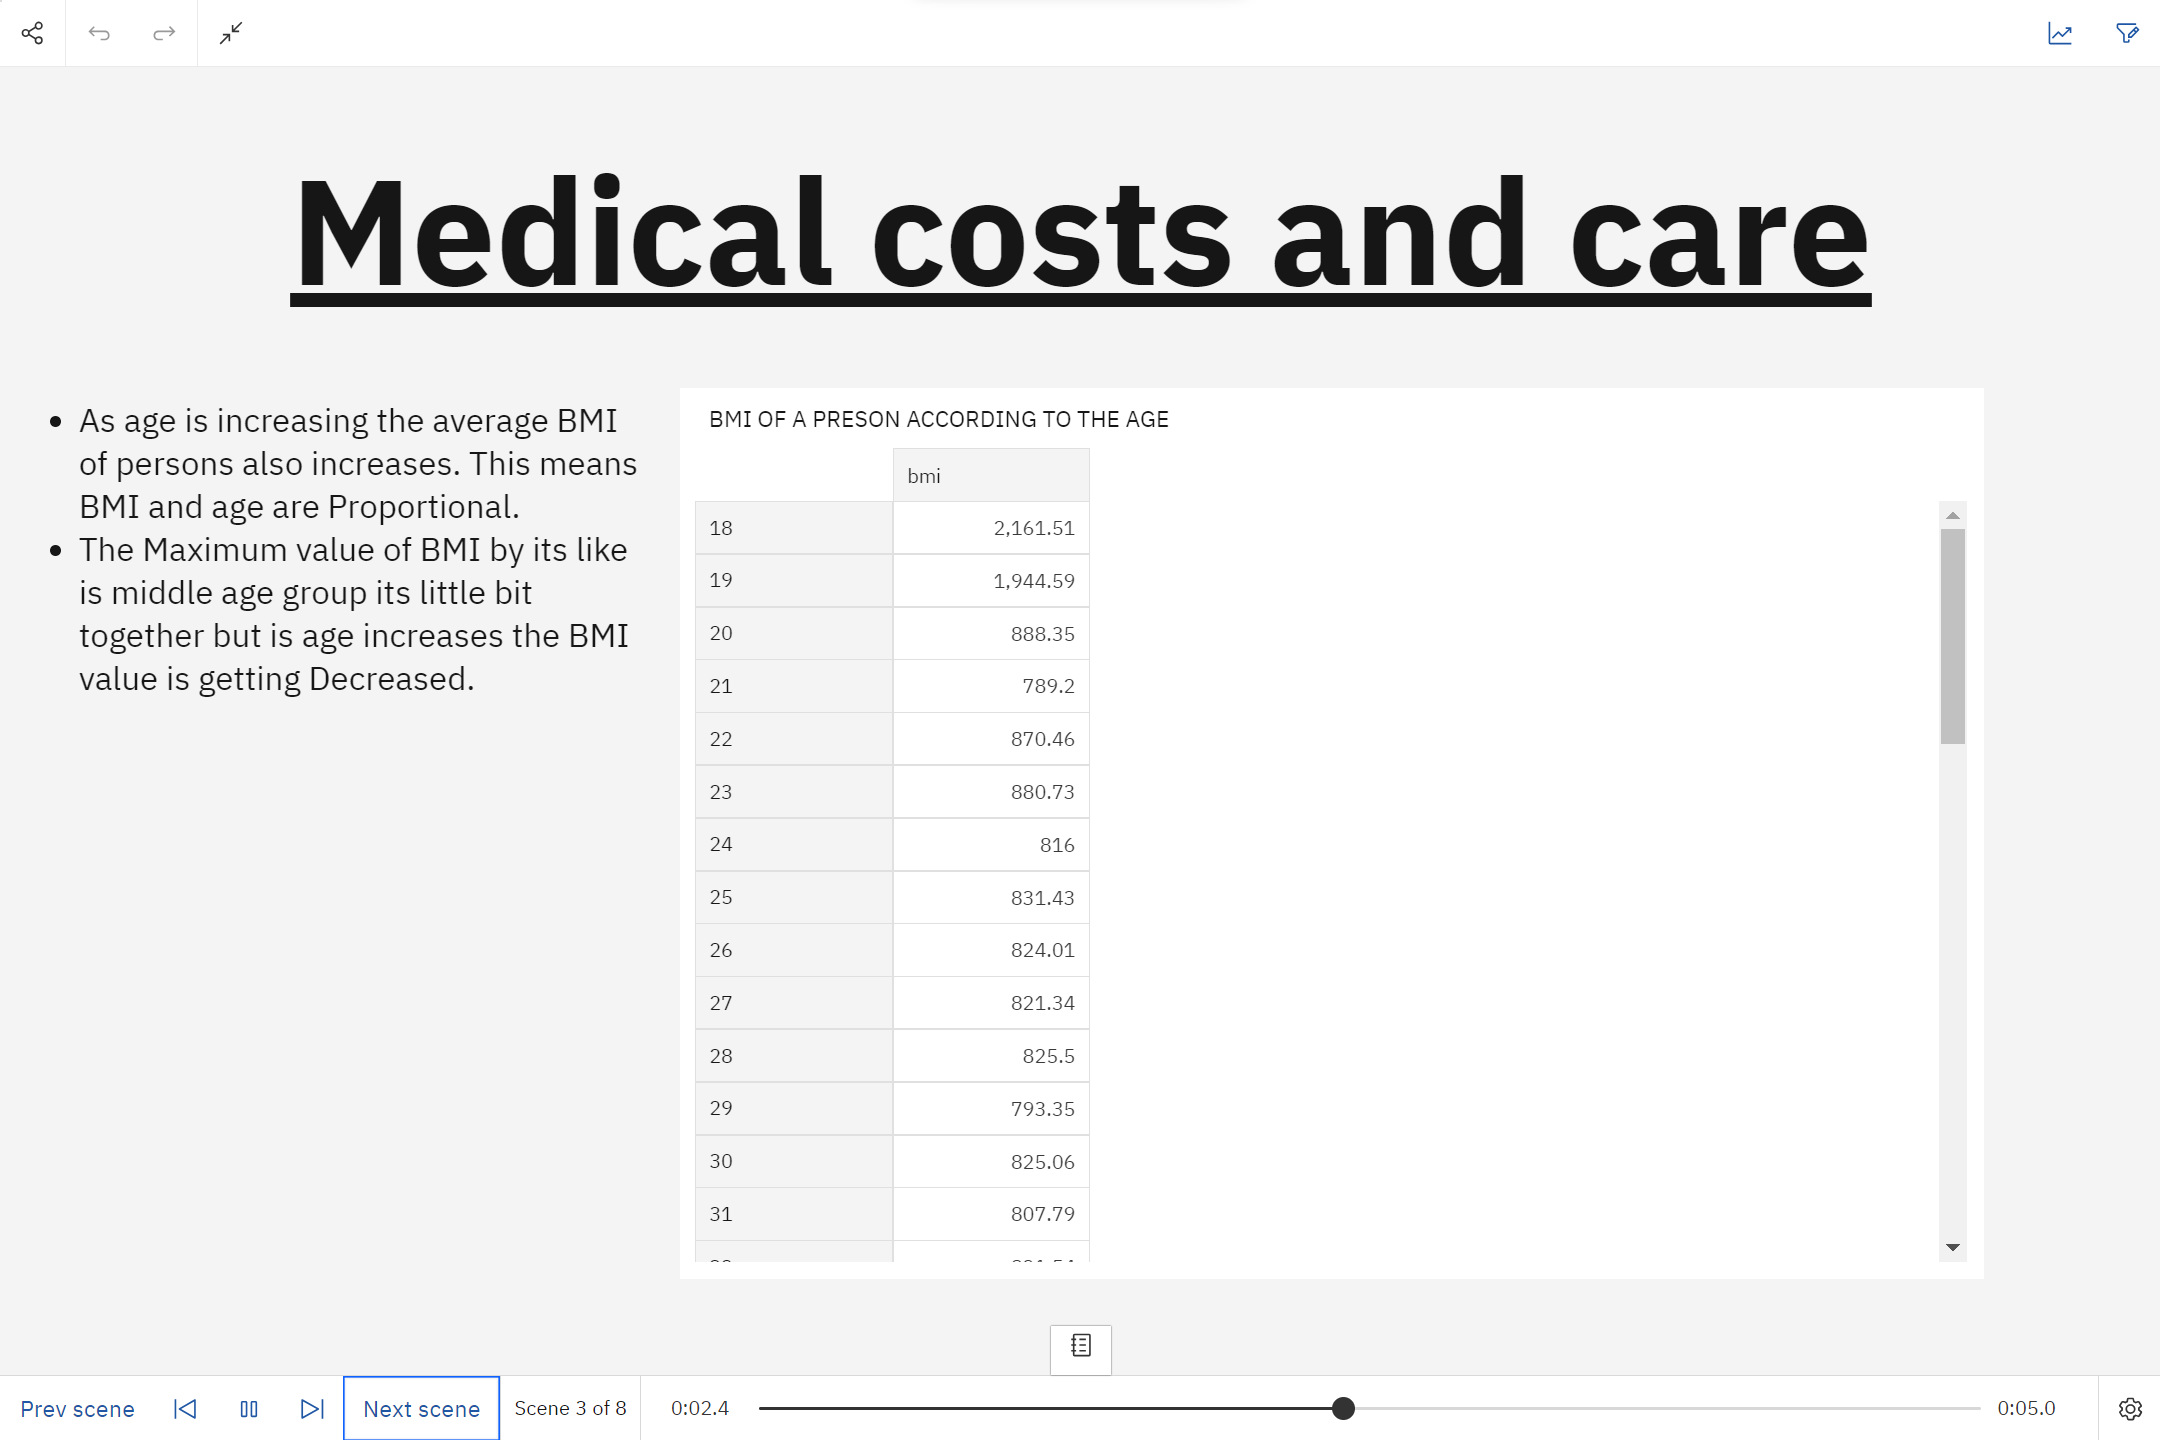 Medical costs and care
• As age is increasing the average BMI
of persons also increases. This means
BMI and age are Proportional.
• The Maximum value of BMI by its like
is middle age group its little bit
together but is age increases the BMI
value is getting Decreased.
BMI OF A PRESON ACCORDING TO THE AGE
bmi
18 2,161.51
19 1,944.59
20 888.35
21 789.2
22 870.46
23 880.73
24 816
25 831.43
26 824.01
27 821.34
28 825.5
29 793.35
30 825.06
31 807.79
Prev scene Next scene Scene 3 of 8 0:02.4 0:05.0